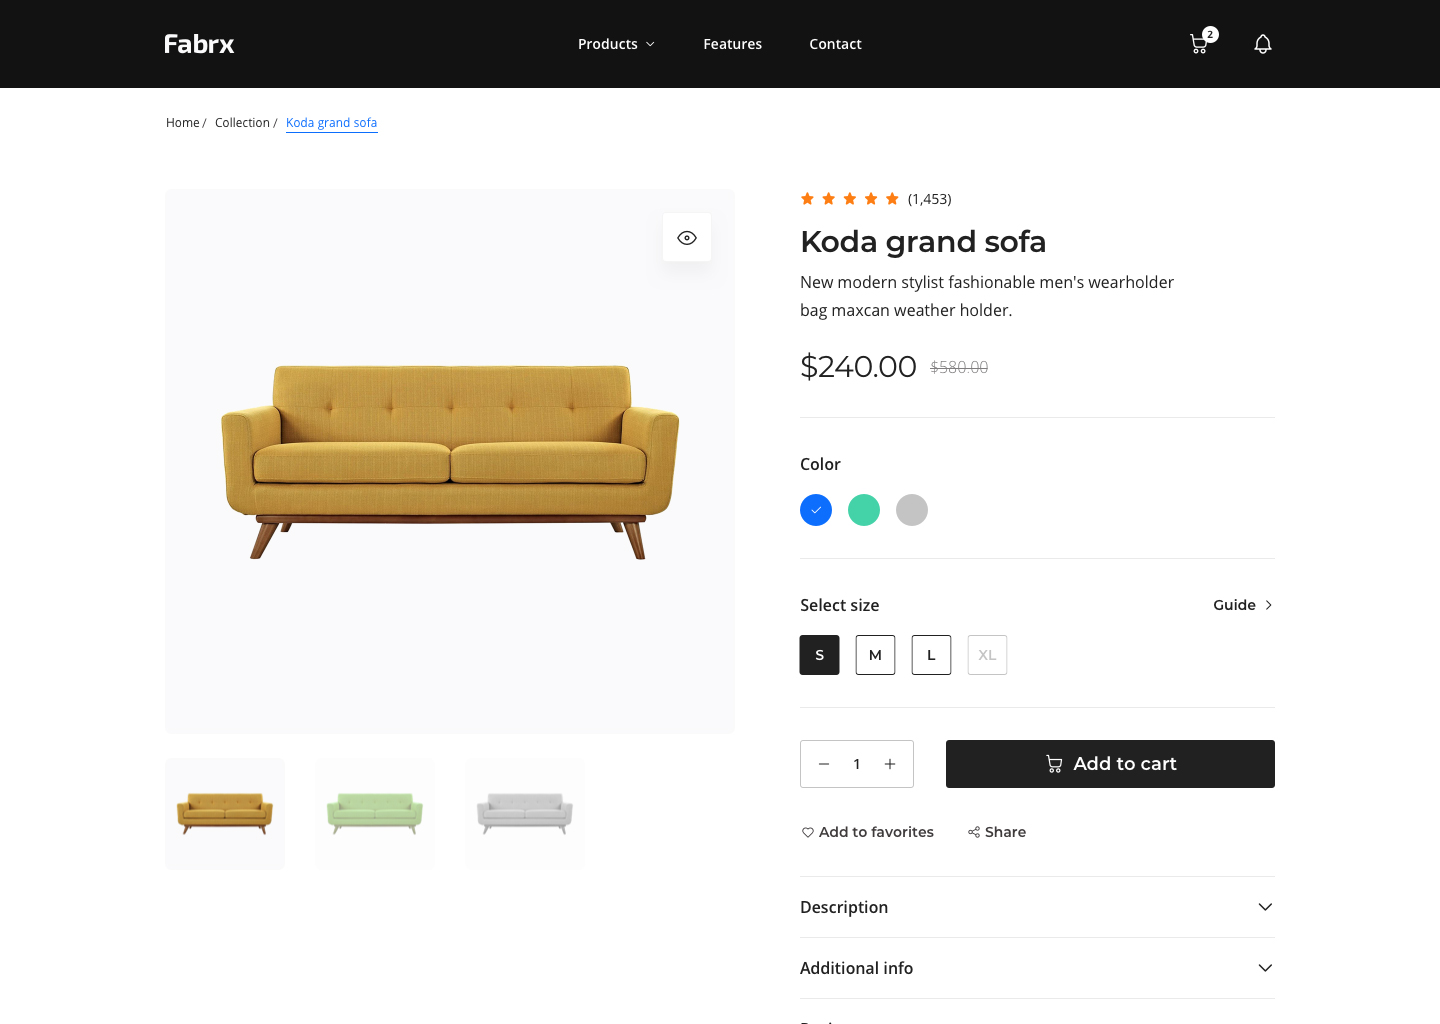 Fabrx
Products
Features
Contact
2
Home / Collection / Koda grand sofa
(1,453)
Koda grand sofa
New modern stylist fashionable men's wearholder
bag maxcan weather holder.
$240.00 $580.00
Color
Select size
Guide
S M L XL
1
Add to cart
Add to favorites
Share
Description
Additional info